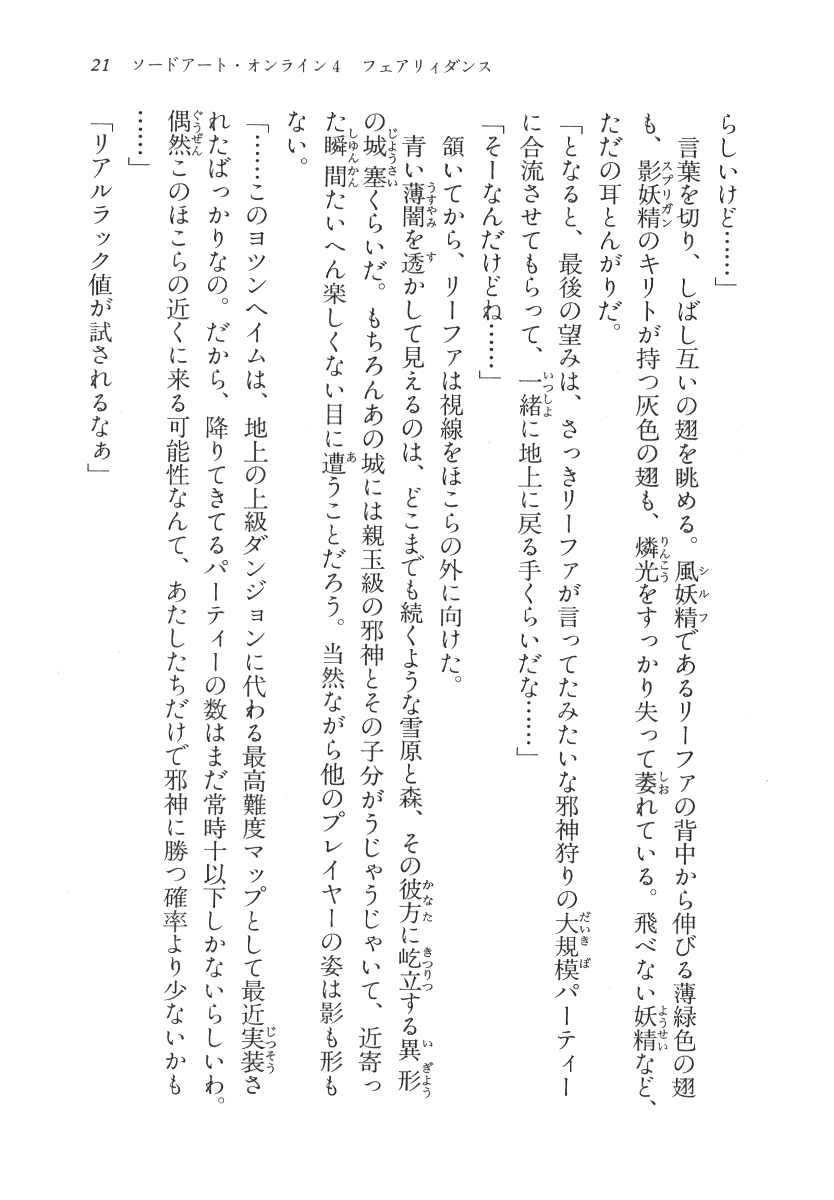 21 ソードアート・オンライン4 フェアリィダンス
らしいけど……」
言葉を切り、しばし互いの翅を眺める。風妖精であるリーファの背中から伸びる薄緑色の翅
も、影妖精のキリトが持つ灰色の翅も、燐光をすっかり失って萎れている。飛べない妖精など、
ただの耳とんがりだ。
「となると、最後の望みは、さっきリーファが言ってたみたいな邪神狩りの大規模パーティー
に合流させてもらって、一緒に地上に戻る手くらいだな……」
「そーなんだけどね……」
頷いてから、リーファは視線をほこらの外に向けた。
青い薄闇を透かして見えるのは、どこまでも続くような雪原と森、その彼方に屹立する異形
の城塞くらいだ。もちろんあの城には親玉級の邪神とその子分がうじゃうじゃいて、近寄っ
た瞬間たいへん楽しくない目に遭うことだろう。当然ながら他のプレイヤーの姿は影も形も
ない。
「……このヨツンヘイムは、地上の上級ダンジョンに代わる最高難度マップとして最近実装さ
れたばっかりなの。だから、降りてきてるパーティーの数はまだ常時十以下しかないらしいわ。
偶然このほこらの近くに来る可能性なんて、あたしたちだけで邪神に勝つ確率より少ないかも
……」
「リアルラック値が試されるなぁ」